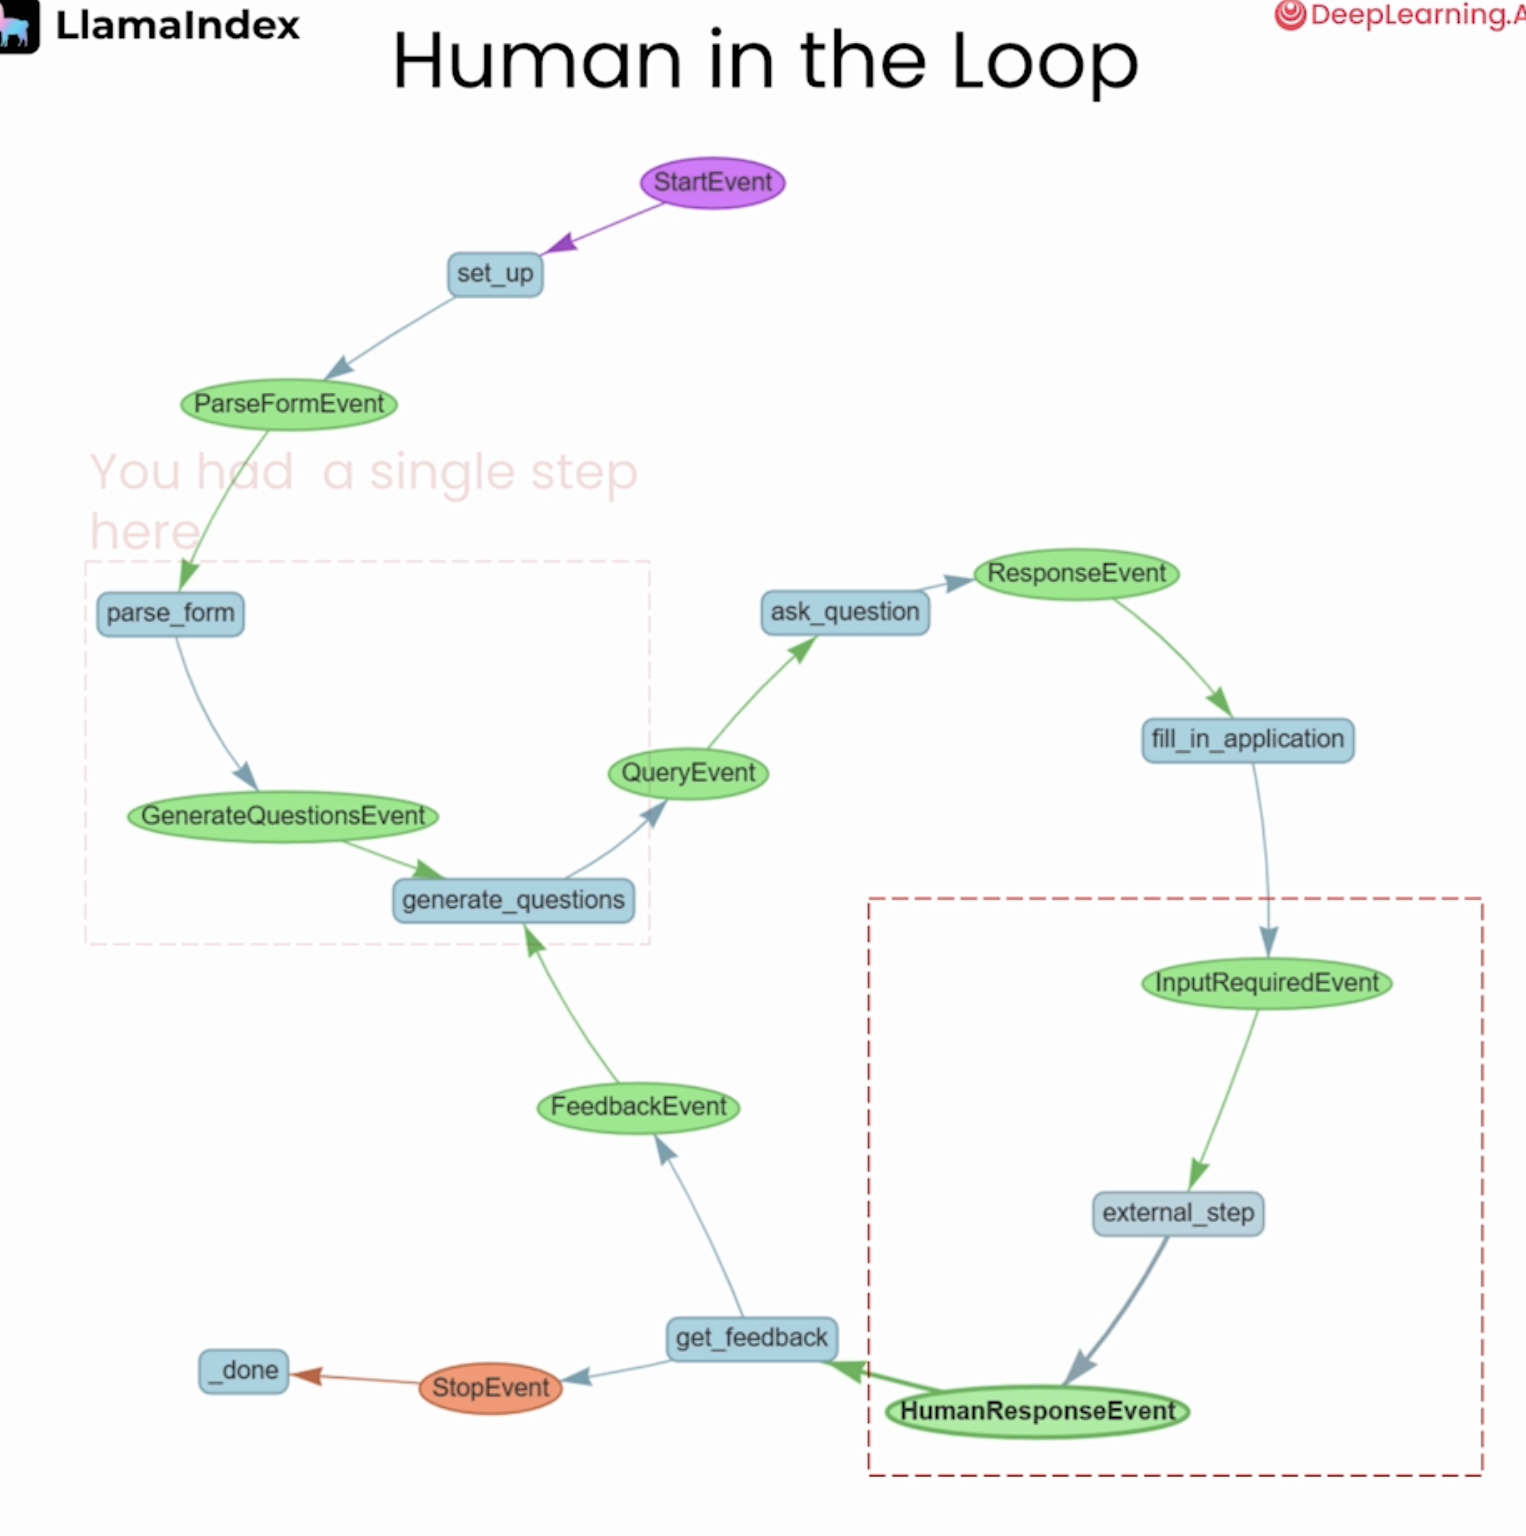 LlamaIndex
DeepLearning.A
Human in the Loop
StartEvent
set_up
ParseFormEvent
You had a single step
here
parse_form
ask_question
ResponseEvent
fill_in_application
QueryEvent
GenerateQuestionsEvent
generate_questions
InputRequiredEvent
FeedbackEvent
external_step
get_feedback
_done
StopEvent
HumanResponseEvent